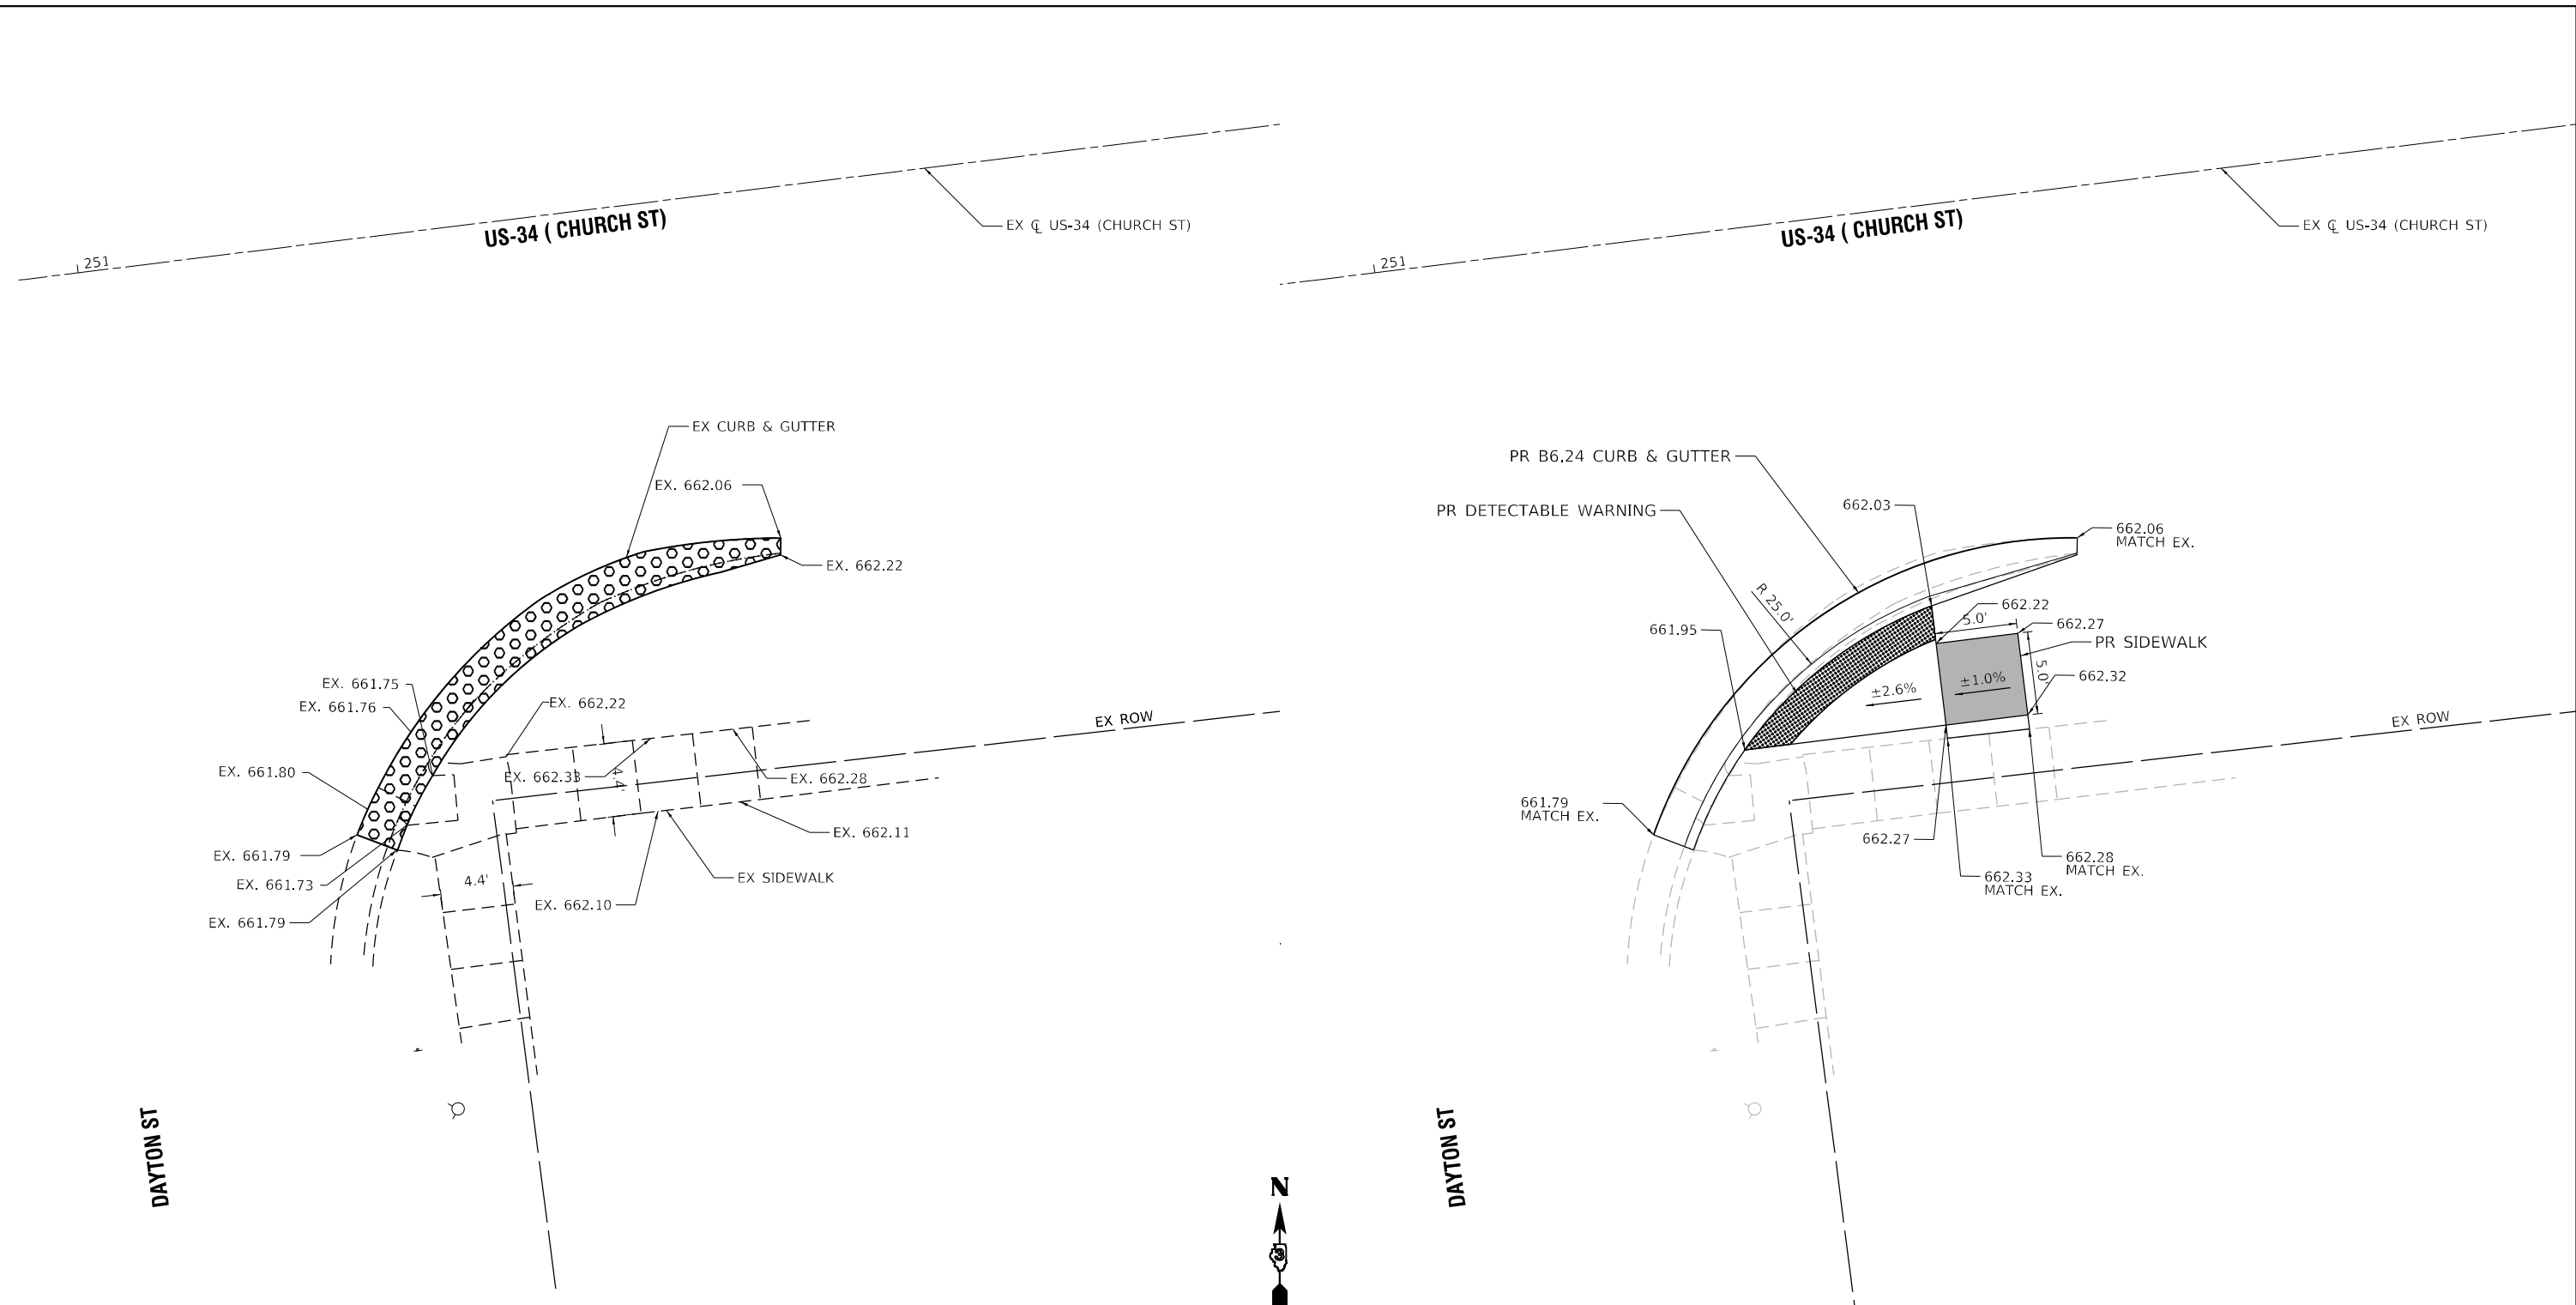 US-34 ( CHURCH ST)
EX ℄ US-34 (CHURCH ST)
251
EX CURB & GUTTER
EX. 662.06
EX. 662.22
EX. 661.75
EX. 661.76
EX. 662.22
EX. 661.80
EX. 662.33
4.4'
EX. 662.28
EX ROW
EX. 661.79
EX. 662.11
EX. 661.73
4.4'
EX SIDEWALK
EX. 661.79
EX. 662.10
DAYTON ST
N
3
US-34 ( CHURCH ST)
EX ℄ US-34 (CHURCH ST)
251
PR B6.24 CURB & GUTTER
PR DETECTABLE WARNING
662.03
662.06
MATCH EX.
R 25.0'
661.95
662.22
5.0'
662.27
PR SIDEWALK
5.0'
±2.6%
±1.0%
662.32
EX ROW
661.79
MATCH EX.
662.27
662.28
MATCH EX.
662.33
MATCH EX.
DAYTON ST